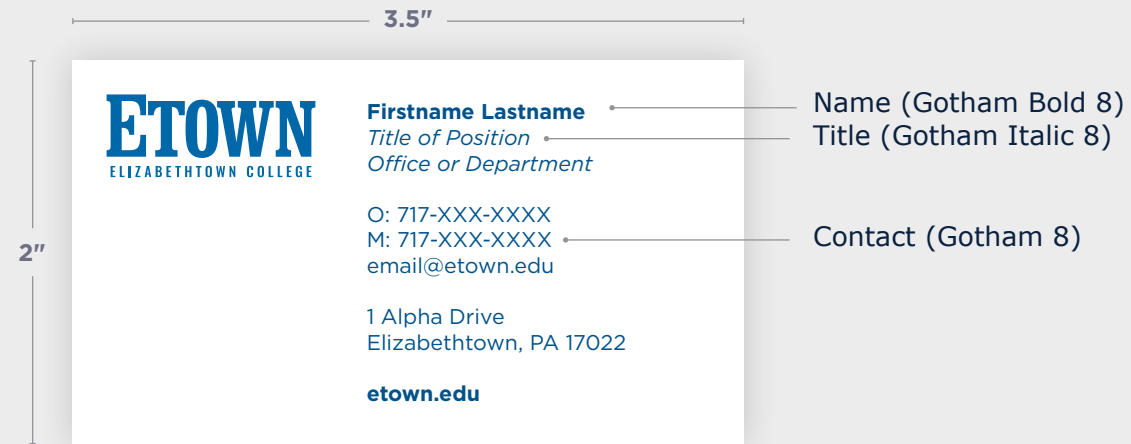 3.5"
ETOWN
ELIZABETHTOWN COLLEGE
Firstname Lastname
Title of Position
Office or Department
O: 717-XXX-XXXX
M: 717-XXX-XXXX
email@etown.edu
1 Alpha Drive
Elizabethtown, PA 17022
etown.edu
2"
Name (Gotham Bold 8)
Title (Gotham Italic 8)
Contact (Gotham 8)